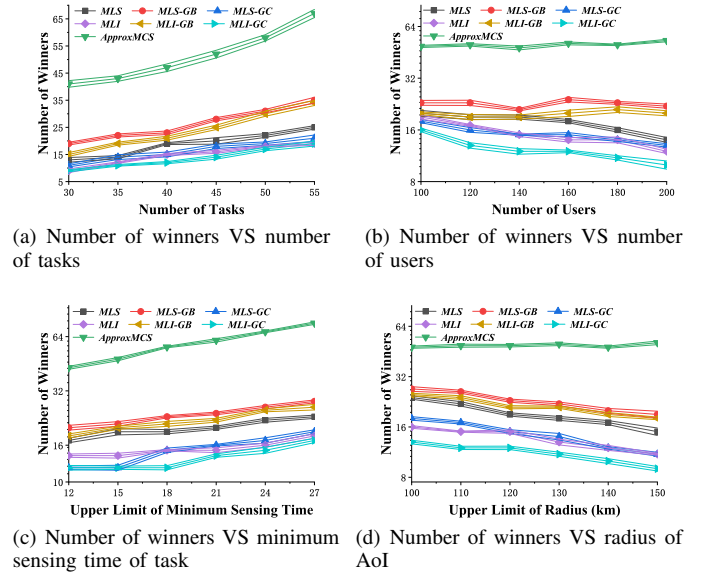 MLS MLS-GB MLS-GC
MLI MLI-GB MLI-GC
ApproxMCS
Number of Winners
65
55
45
35
25
15
5
30 35 40 45 50 55
Number of Tasks
(a) Number of winners VS number
of tasks
MLS MLS-GB MLS-GC
MLI MLI-GB MLI-GC
ApproxMCS
Number of Winners
64
32
16
8
100 120 140 160 180 200
Number of Users
(b) Number of winners VS number
of users
MLS MLS-GB MLS-GC
MLI MLI-GB MLI-GC
ApproxMCS
Number of Winners
64
32
16
10
12 15 18 21 24 27
Upper Limit of Minimum Sensing Time
(c) Number of winners VS minimum
sensing time of task
MLS MLS-GB MLS-GC
MLI MLI-GB MLI-GC
ApproxMCS
Number of Winners
64
32
16
8
100 110 120 130 140 150
Upper Limit of Radius (km)
(d) Number of winners VS radius of
AoI